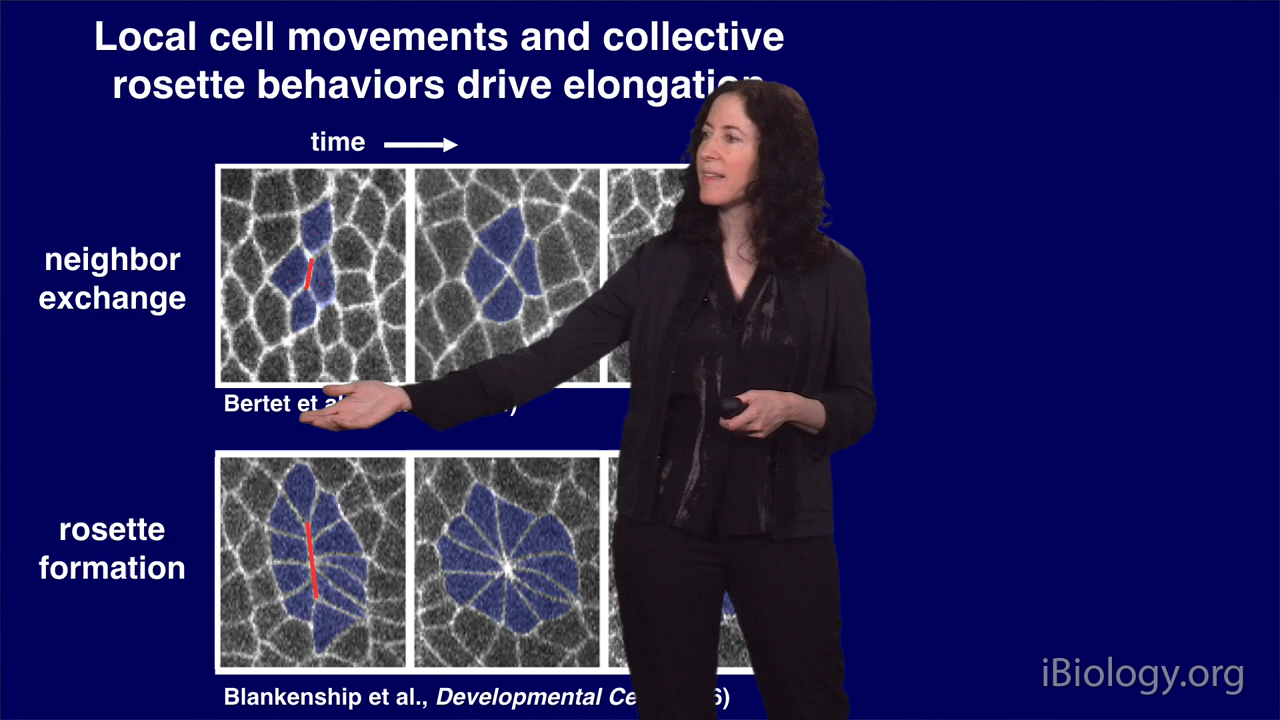 Local cell movements and collective
rosette behaviors drive elongation
time
neighbor
exchange
Bertet et al
rosette
formation
Blankenship et al., Developmental Ce 6)
iBiology.org